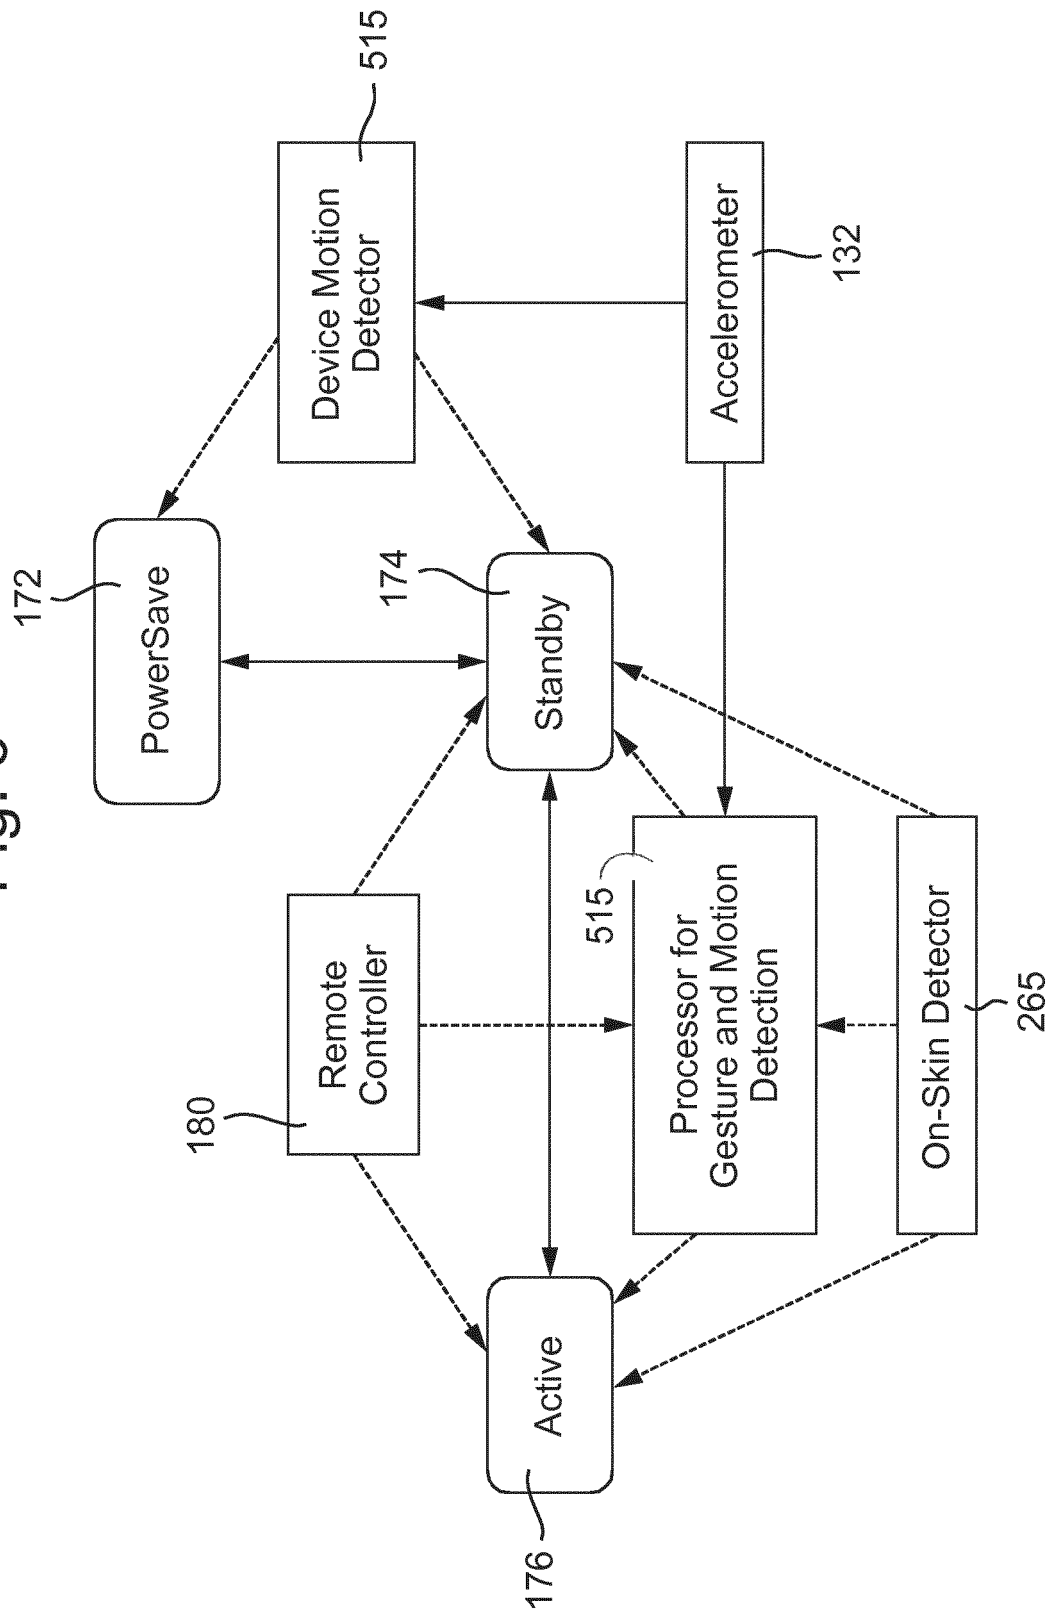 Fig.
172
PowerSave
180
Remote
Controller
515
Device Motion
Detector
174
176
Active
Standby
515
Processor for
Gesture and Motion
Detection
Accelerometer
132
On-Skin Detector
265